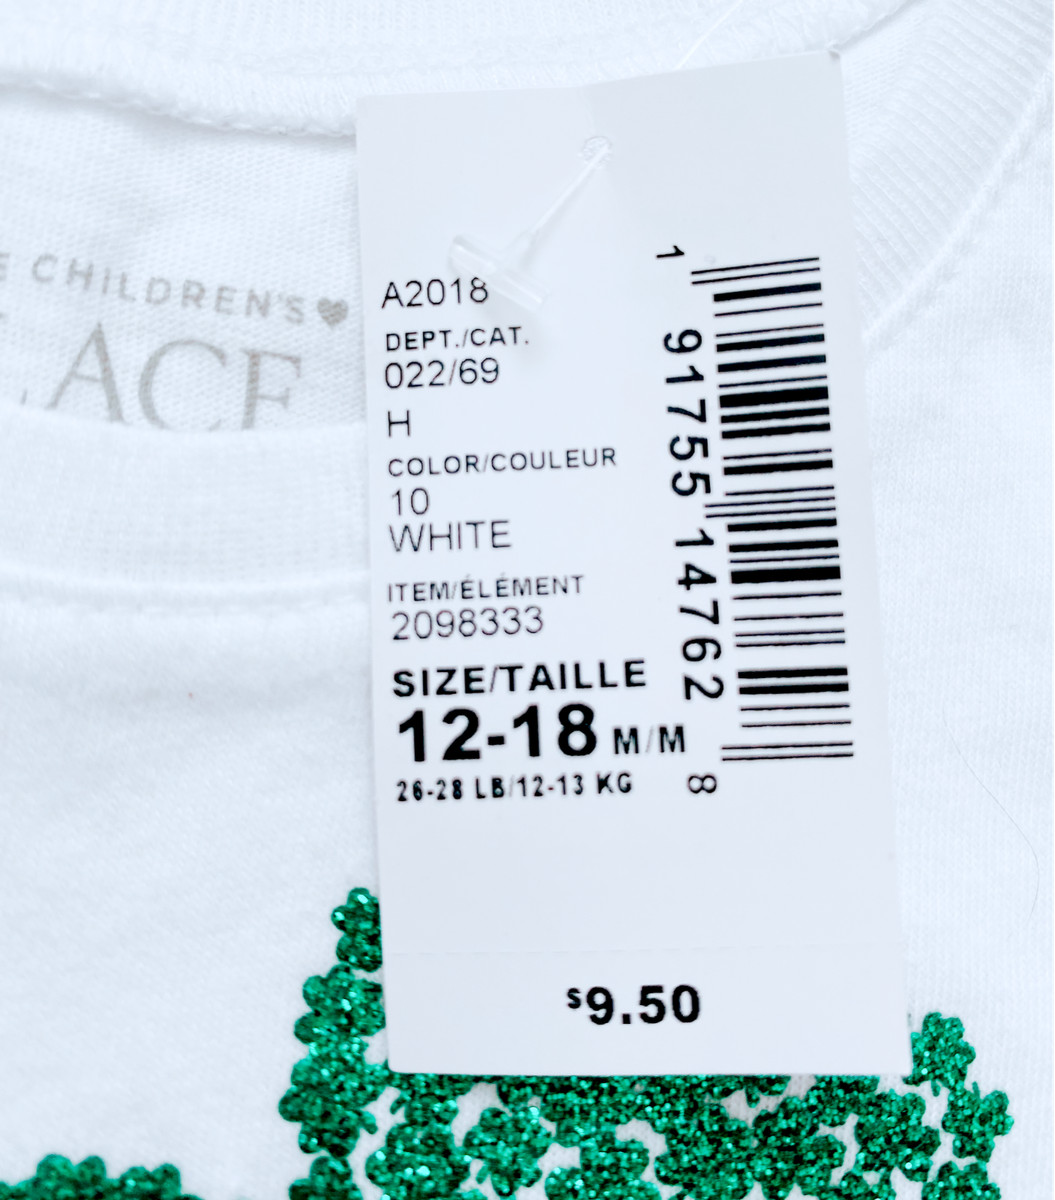 CHILDREN'S
A2018
DEPT./CAT.
022/69
H
COLOR/COULEUR
10
WHITE
ITEM/ÉLÉMENT
2098333
SIZE/TAILLE
12-18 M/M
26-28 LB/12-13 KG
1 91755 14762 8
$9.50